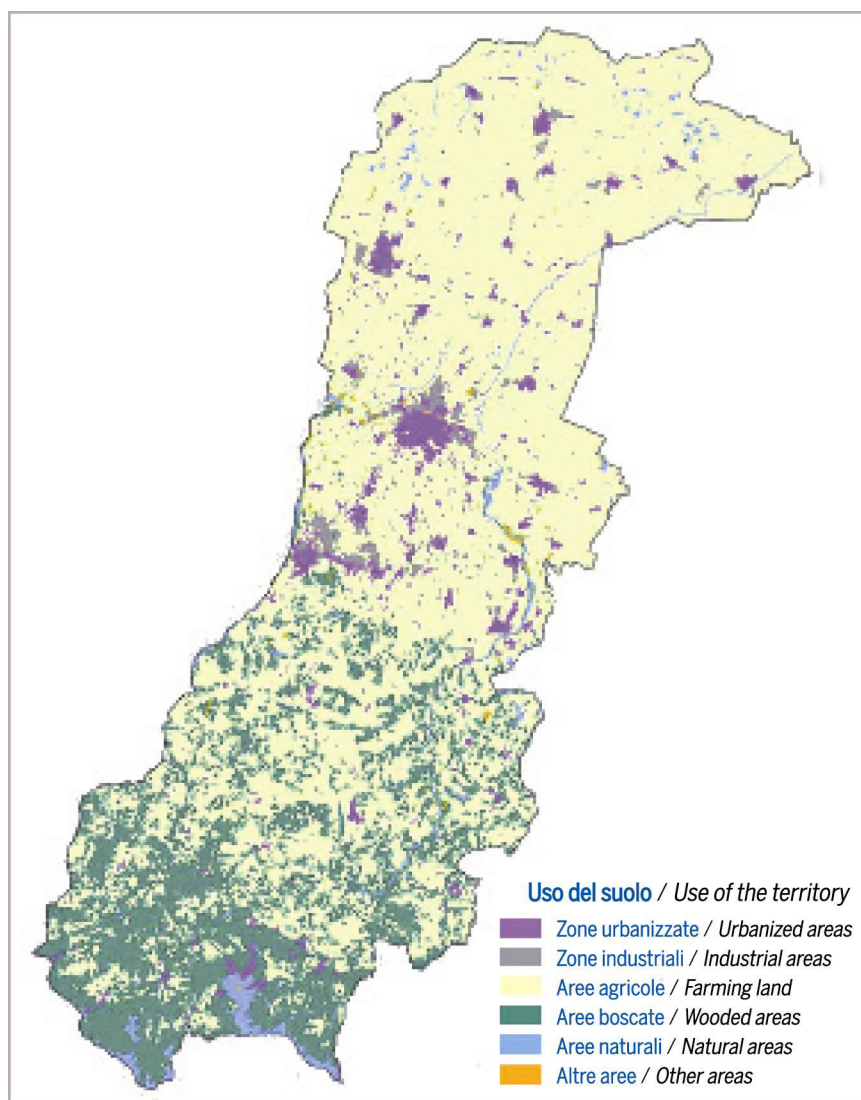 Uso del suolo / Use of the territory
Zone urbanizzate / Urbanized areas
Zone industriali / Industrial areas
Aree agricole / Farming land
Aree boscate / Wooded areas
Aree naturali / Natural areas
Altre aree / Other areas